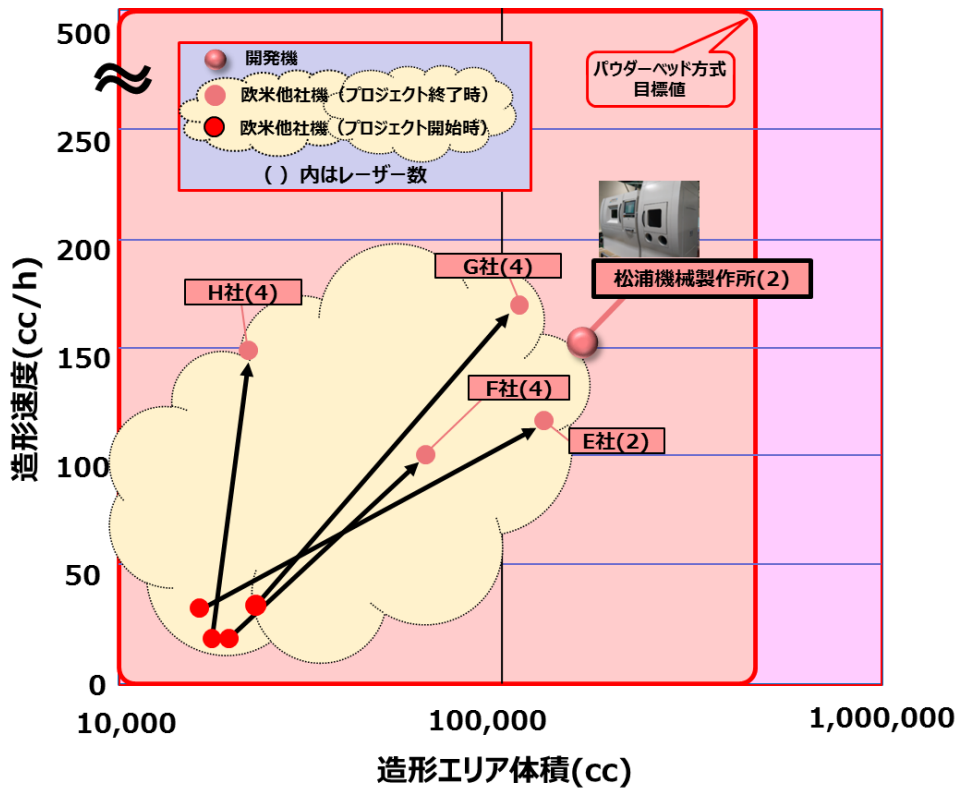 500
250
200
150
100
50
0
造形速度(cc/h)
開発機
欧米他社機（プロジェクト終了時）
欧米他社機（プロジェクト開始時）
( ) 内はレーザー数
パウダーベッド方式
目標値
松浦機械製作所(2)
G社(4)
H社(4)
F社(4)
E社(2)
10,000
100,000
1,000,000
造形エリア体積(cc)